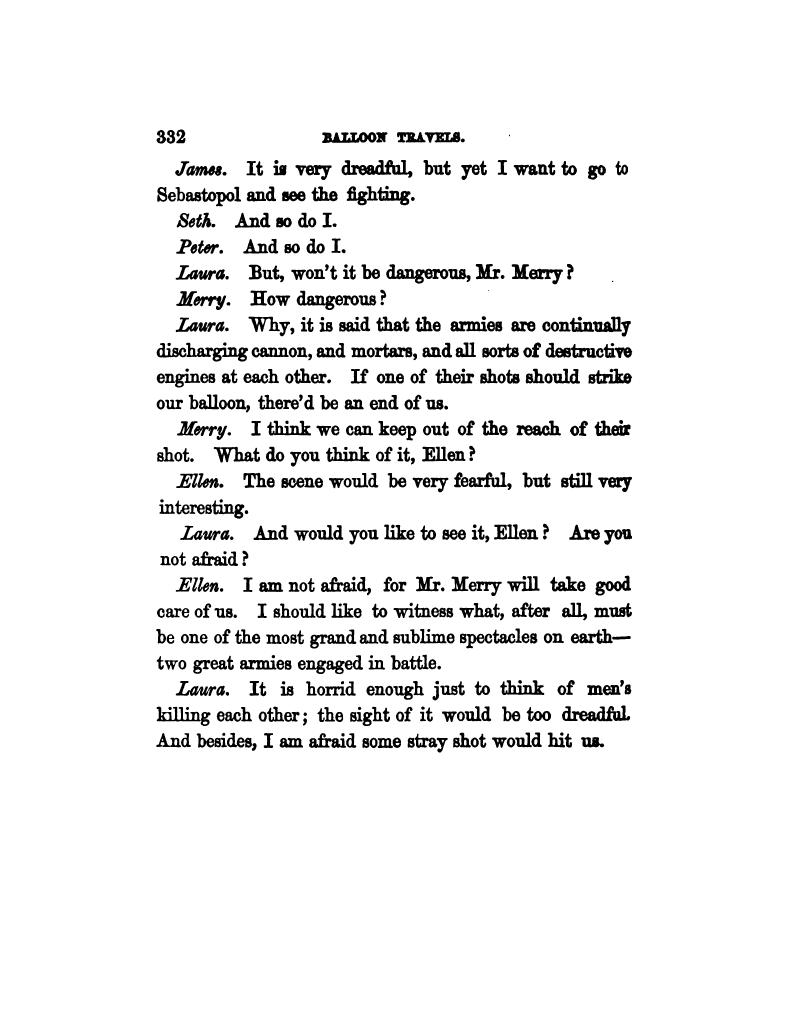 332 BALLOON TRAVELS.
James. It is very dreadful, but yet I want to go to
Sebastopol and see the fighting.
Seth. And so do I.
Peter. And so do I.
Laura. But, won't it be dangerous, Mr. Merry?
Merry. How dangerous?
Laura. Why, it is said that the armies are continually
discharging cannon, and mortars, and all sorts of destructive
engines at each other. If one of their shots should strike
our balloon, there'd be an end of us.
Merry. I think we can keep out of the reach of their
shot. What do you think of it, Ellen?
Ellen. The scene would be very fearful, but still very
interesting.
Laura. And would you like to see it, Ellen? Are you
not afraid?
Ellen. I am not afraid, for Mr. Merry will take good
care of us. I should like to witness what, after all, must
be one of the most grand and sublime spectacles on earth—
two great armies engaged in battle.
Laura. It is horrid enough just to think of men's
killing each other; the sight of it would be too dreadful.
And besides, I am afraid some stray shot would hit us.